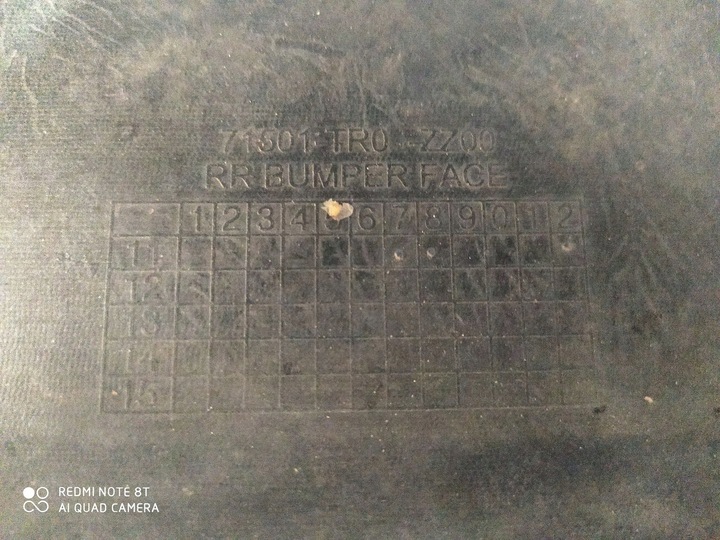 71501-TR0 -ZZ00
RR BUMPER FACE
1 2 3 4 5 6 7 8 9 0 1 2
11
12
13
14
15
REDMI NOTE 8T
AI QUAD CAMERA